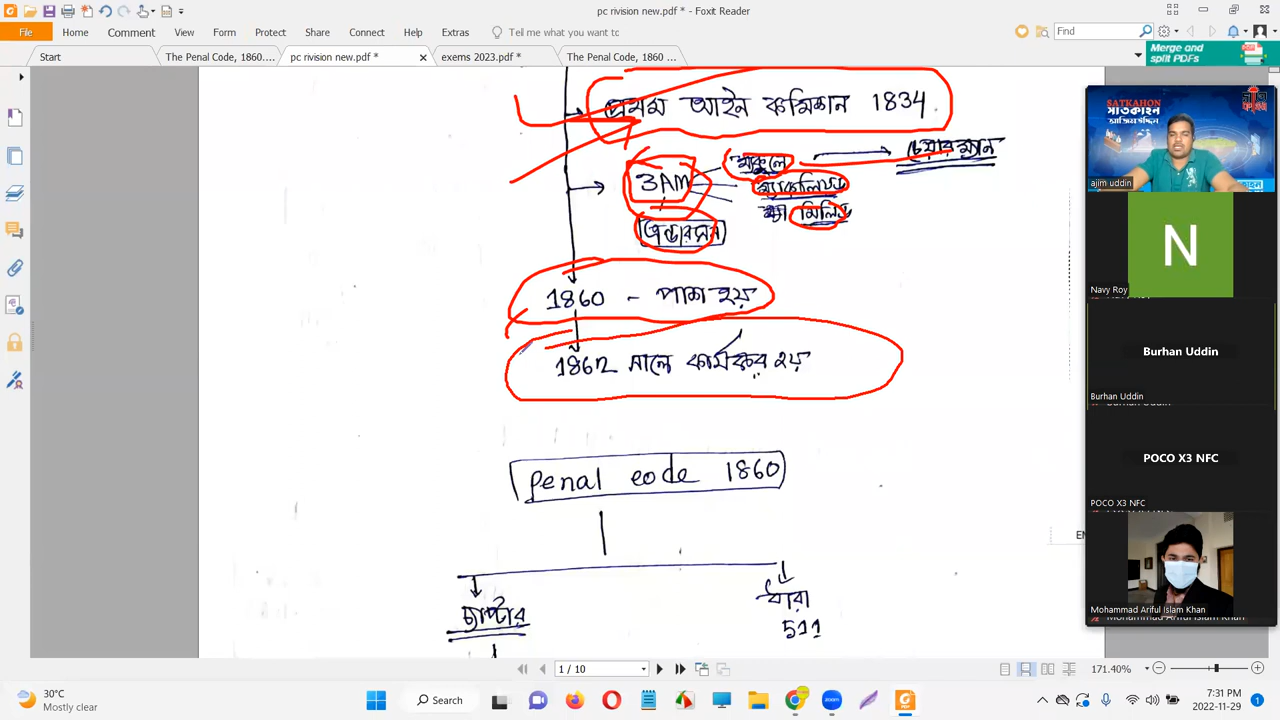 pc rivision new.pdf * - Foxit Reader
File Home Comment View Form Protect Share Connect Help Extras Tell me what you want to Find
Start The Penal Code, 1860.... pc rivision new.pdf * exems 2023.pdf * The Penal Code, 1860....
Merge and
split PDFs
প্রথম আইন কমিশন 1834
3AM মেকলে চেয়ারম্যান
ম্যাকলিয়ড
মিলিড
এন্ডারসন
1860 - পাশ হয়
1862 সালে কার্যকর হয়
Penal code 1860
চ্যাপ্টার ধারা
511
SATKAHON
সাতকাহন
আজিম উদ্দিন
ajim uddin
N
Navy Roy
Burhan Uddin
Burhan Uddin
POCO X3 NFC
POCO X3 NFC
Mohammad Ariful Islam Khan
1 / 10 171.40%
30°C
Mostly clear
Search
7:31 PM
2022-11-29
1